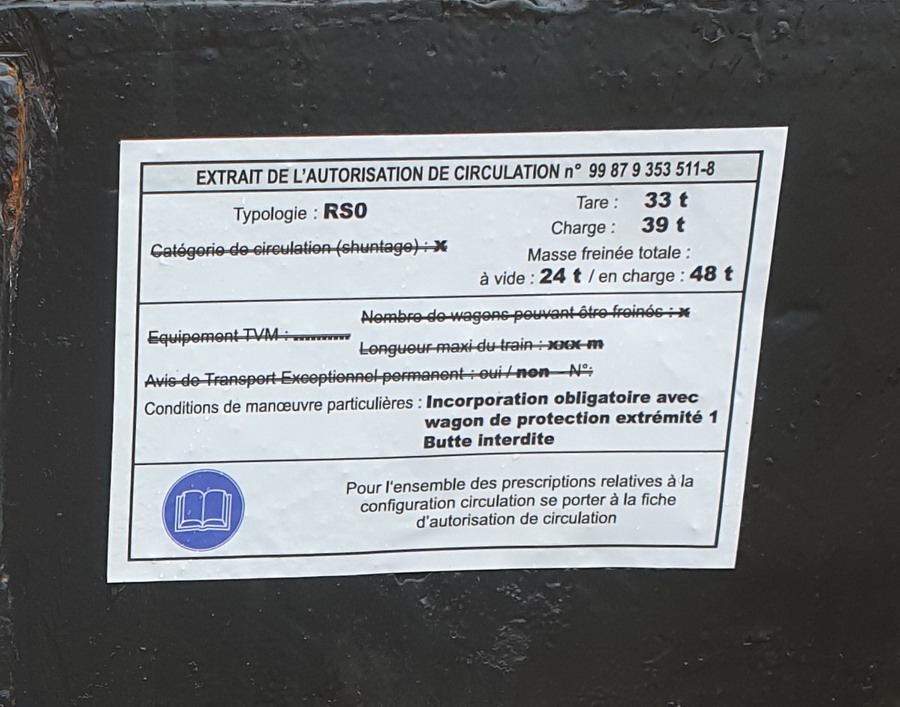 EXTRAIT DE L'AUTORISATION DE CIRCULATION n° 99 87 9 353 511-8
Typologie : RS0
Catégorie de circulation (shuntage) : x
Tare : 33 t
Charge : 39 t
Masse freinée totale :
à vide : 24 t / en charge : 48 t
Equipement TVM : ..........
Nombre de wagons pouvant être freinés : x
Longueur maxi du train : xxx m
Avis de Transport Exceptionnel permanent : oui / non – N°:
Conditions de manœuvre particulières : Incorporation obligatoire avec
wagon de protection extrémité 1
Butte interdite
Pour l'ensemble des prescriptions relatives à la
configuration circulation se porter à la fiche
d'autorisation de circulation